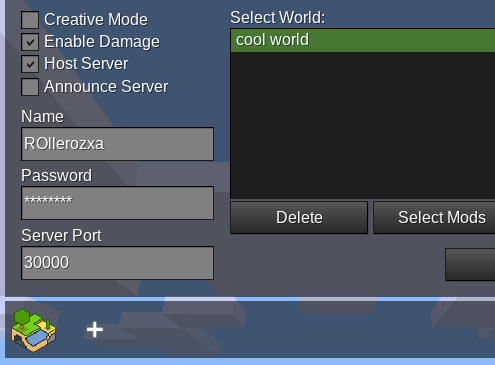 Creative Mode
Enable Damage
Host Server
Announce Server
Name
ROllerozxa
Password
********
Server Port
30000
Select World:
cool world
Delete
Select Mods
+